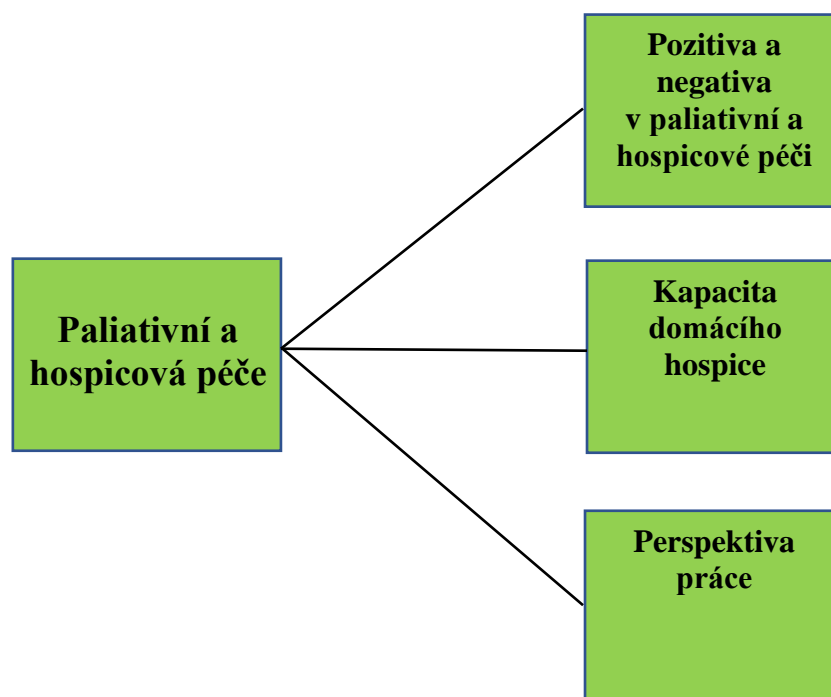 Pozitiva a
negativa
v paliativní a
hospicové péči
Paliativní a
hospicová péče
Kapacita
domácího
hospice
Perspektiva
práce